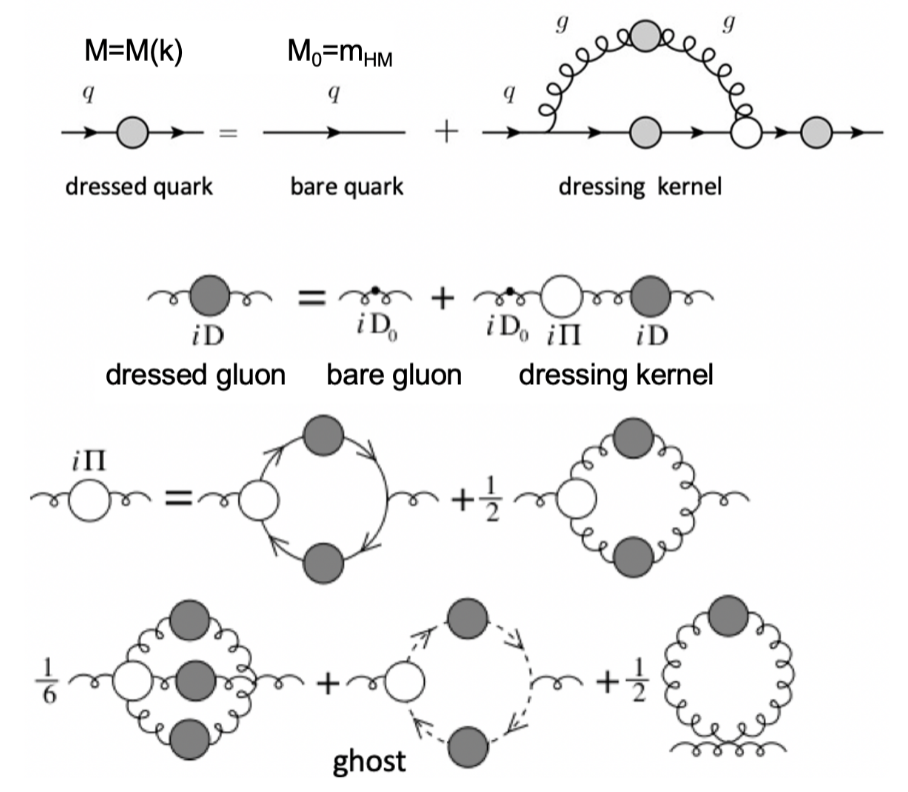 M=M(k) M₀=mHM
g g
q q q
= +
dressed quark bare quark dressing kernel
= +
iD iD₀ iD₀ iΠ iD
dressed gluon bare gluon dressing kernel
iΠ
= +1/2
1/6 + +1/2
ghost